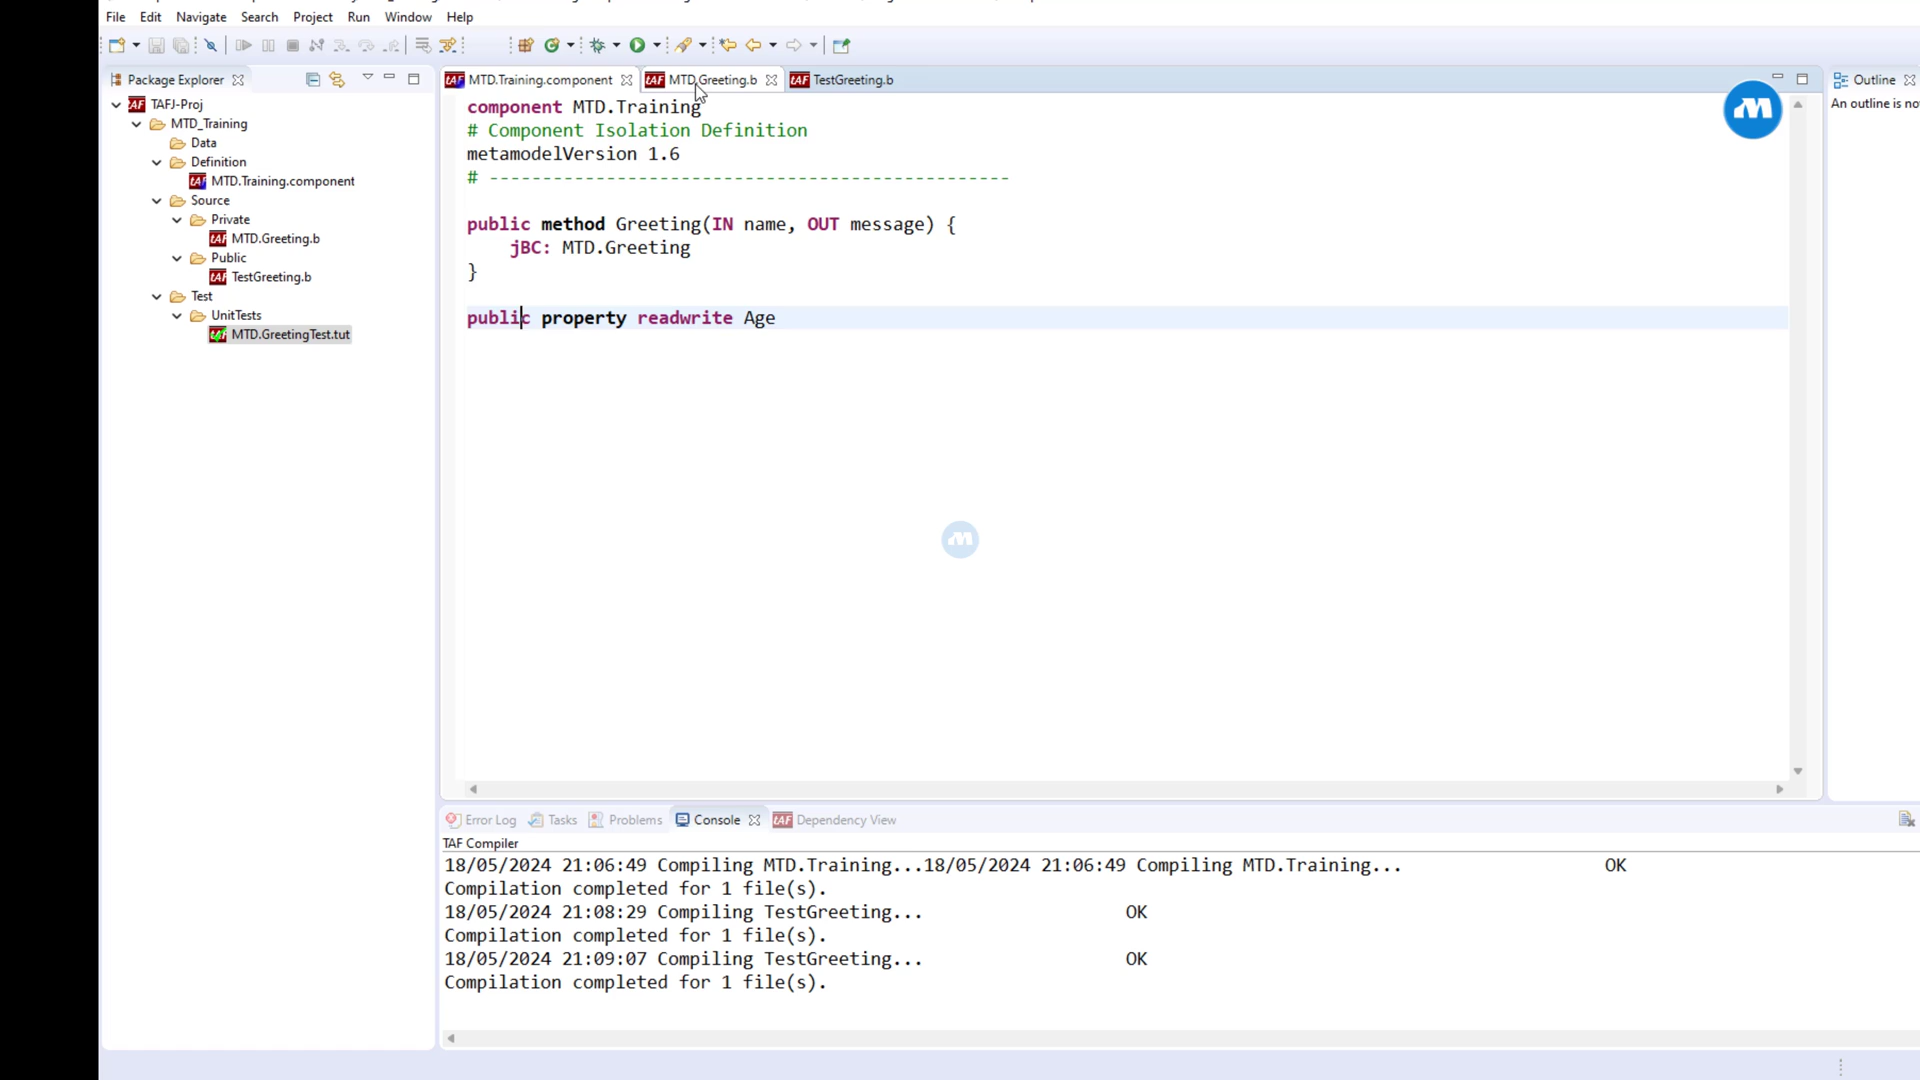 File Edit Navigate Search Project Run Window Help
Package Explorer
MTD.Training.component MTD.Greeting.b TestGreeting.b
Outline
An outline is no
TAFJ-Proj
MTD_Training
Data
Definition
MTD.Training.component
Source
Private
MTD.Greeting.b
Public
TestGreeting.b
Test
UnitTests
MTD.GreetingTest.tut
component MTD.Training
# Component Isolation Definition
metamodelVersion 1.6
# -------------------------------------------------
public method Greeting(IN name, OUT message) {
jBC: MTD.Greeting
}
public property readwrite Age
Error Log Tasks Problems Console Dependency View
TAF Compiler
18/05/2024 21:06:49 Compiling MTD.Training...18/05/2024 21:06:49 Compiling MTD.Training... OK
Compilation completed for 1 file(s).
18/05/2024 21:08:29 Compiling TestGreeting... OK
Compilation completed for 1 file(s).
18/05/2024 21:09:07 Compiling TestGreeting... OK
Compilation completed for 1 file(s).